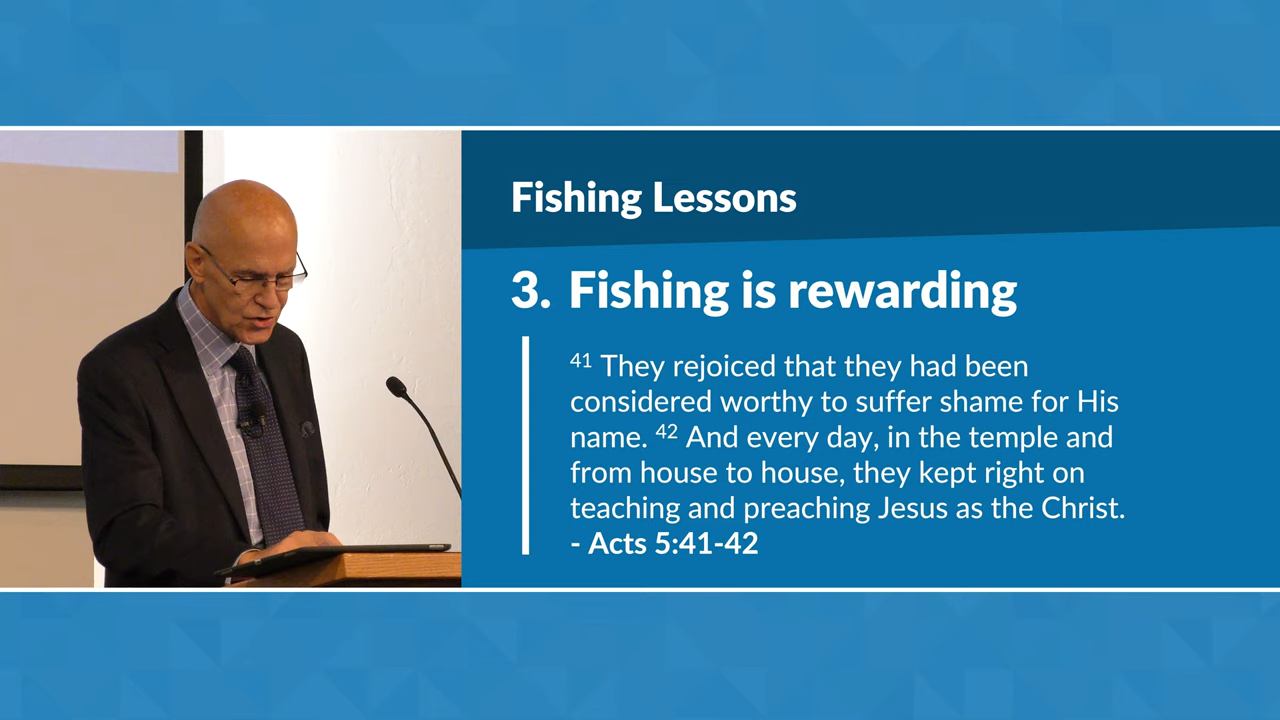 Fishing Lessons
3. Fishing is rewarding
41 They rejoiced that they had been
considered worthy to suffer shame for His
name. 42 And every day, in the temple and
from house to house, they kept right on
teaching and preaching Jesus as the Christ.
- Acts 5:41-42